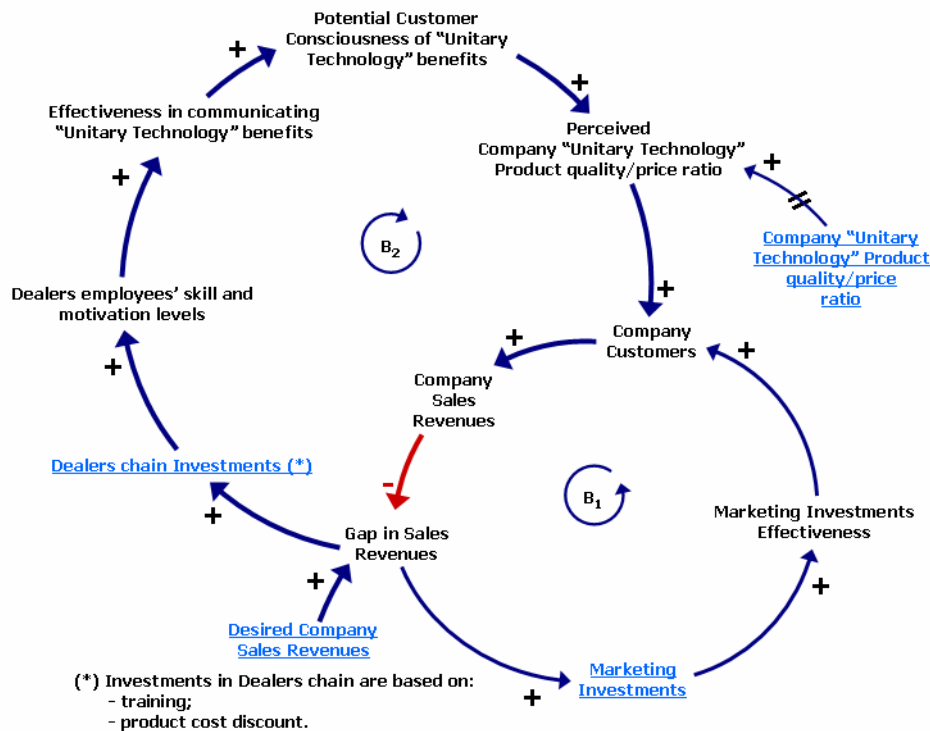 Potential Customer
Consciousness of “Unitary
Technology” benefits
+
+
Effectiveness in communicating
“Unitary Technology” benefits
Perceived
Company “Unitary Technology”
Product quality/price ratio
+
+
B2
Company “Unitary
Technology” Product
quality/price
ratio
Dealers employees’ skill and
motivation levels
+
+
Company
Customers
+
+
Company
Sales
Revenues
Dealers chain Investments (*)
-
B1
Marketing Investments
Effectiveness
+
Gap in Sales
Revenues
+
+
Desired Company
Sales Revenues
Marketing
Investments
+
(*) Investments in Dealers chain are based on:
- training;
- product cost discount.